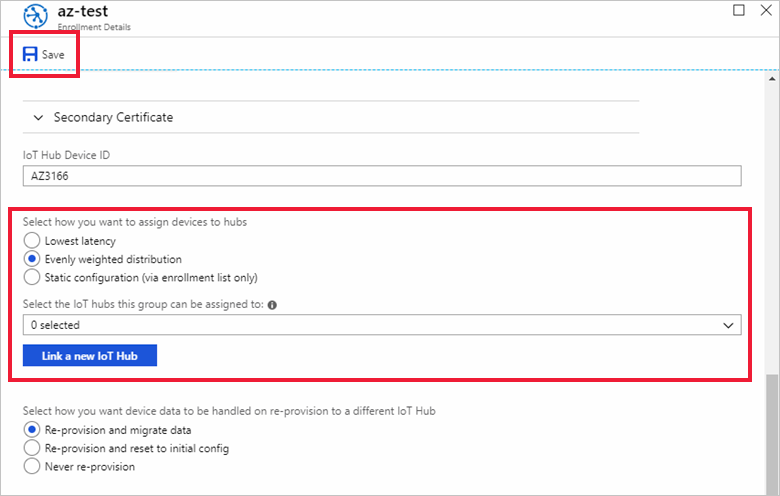 az-test
Enrollment Details
Save
Secondary Certificate
IoT Hub Device ID
AZ3166
Select how you want to assign devices to hubs
Lowest latency
Evenly weighted distribution
Static configuration (via enrollment list only)
Select the IoT hubs this group can be assigned to:
0 selected
Link a new IoT Hub
Select how you want device data to be handled on re-provision to a different IoT Hub
Re-provision and migrate data
Re-provision and reset to initial config
Never re-provision